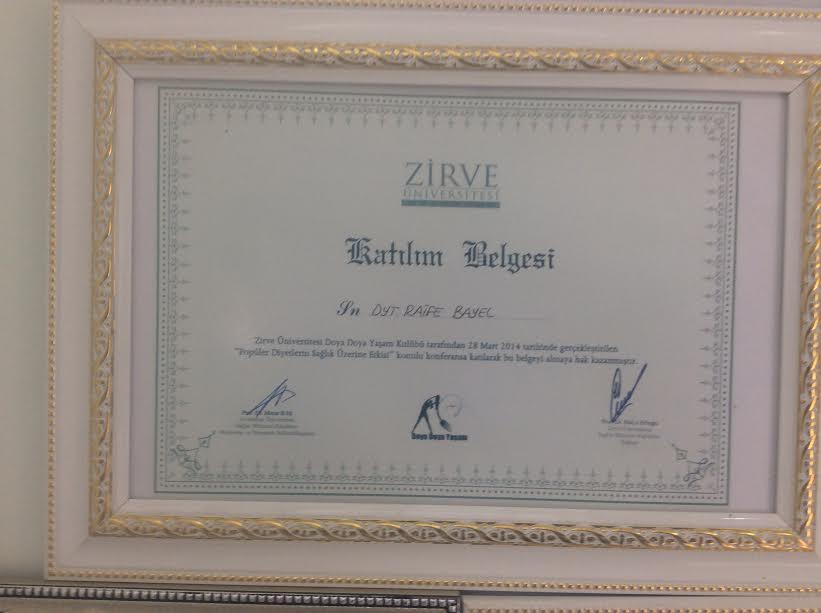 ZİRVE
ÜNİVERSİTESİ
Katılım Belgesi
Sn DYT. RAİFE BAYEL
Zirve Üniversitesi Doya Doya Yaşam Kulübü tarafından 28 Mart 2014 tarihinde gerçekleştirilen
"Popüler Diyetlerin Sağlık Üzerine Etkisi" konulu konferansa katılarak bu belgeyi almaya hak kazanmıştır.
Doya Doya Yaşam